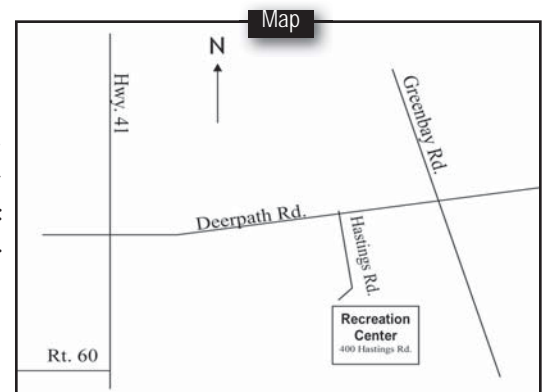 Map
N
Hwy. 41
Greenbay Rd.
Deerpath Rd.
Hastings Rd.
Recreation
Center
400 Hastings Rd.
Rt. 60